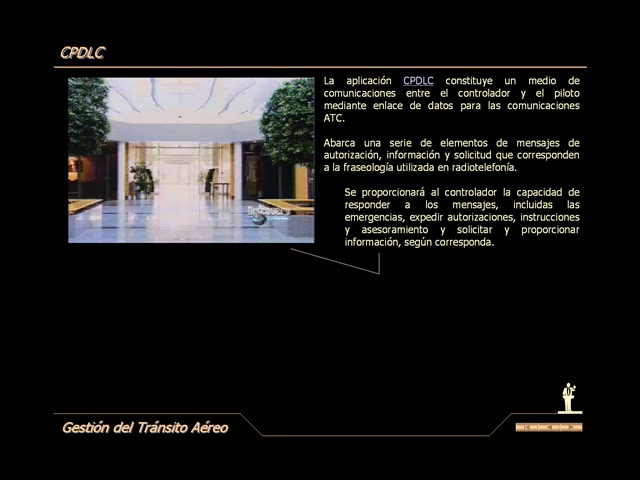 CPDLC
La aplicación CPDLC constituye un medio de
comunicaciones entre el controlador y el piloto
mediante enlace de datos para las comunicaciones
ATC.
Abarca una serie de elementos de mensajes de
autorización, información y solicitud que corresponden
a la fraseología utilizada en radiotelefonía.
Se proporcionará al controlador la capacidad de
responder a los mensajes, incluidas las
emergencias, expedir autorizaciones, instrucciones
y asesoramiento y solicitar y proporcionar
información, según corresponda.
Discovery
Gestión del Tránsito Aéreo